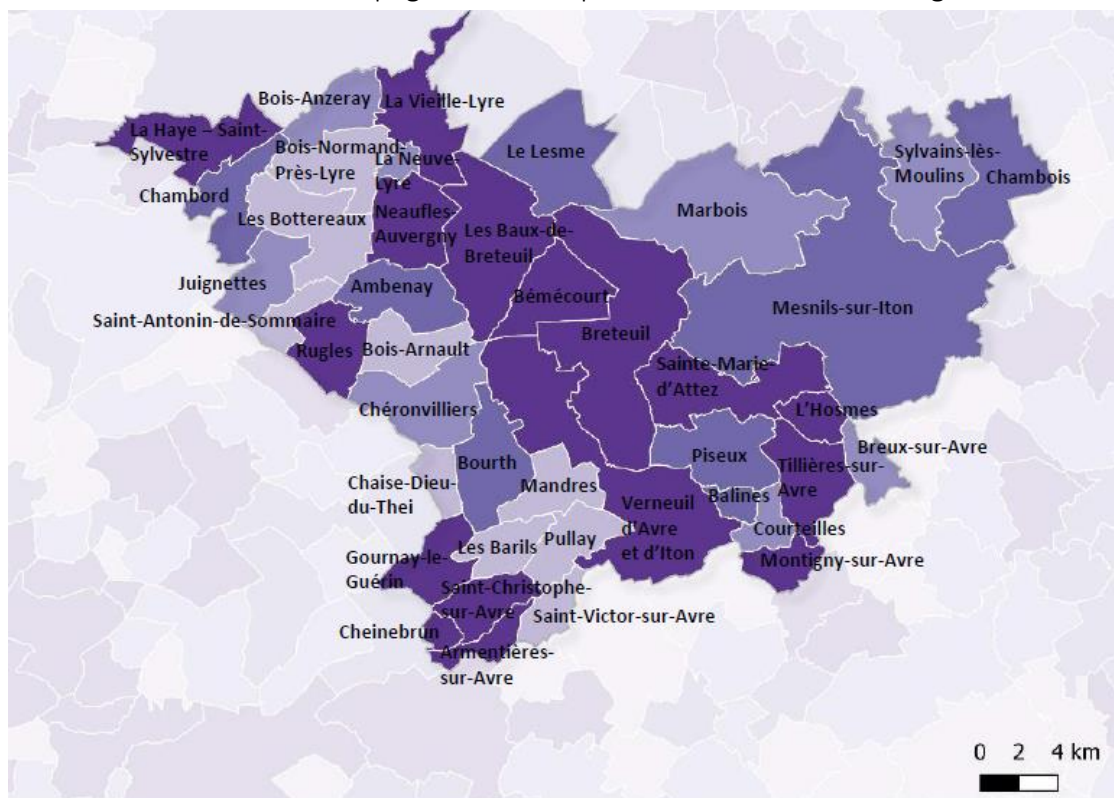 Bois-Anzeray
La Vieille-Lyre
La Haye – Saint-
Sylvestre
Bois-Normand-
Près-Lyre
La Neuve-
Lyre
Le Lesme
Sylvains-lès-
Moulins
Chambois
Chambord
Les Bottereaux
Neaufles-
Auvergny
Les Baux-de-
Breteuil
Marbois
Juignettes
Ambenay
Bémécourt
Mesnils-sur-Iton
Saint-Antonin-de-Sommaire
Rugles
Bois-Arnault
Breteuil
Sainte-Marie-
d'Attez
Chéronvilliers
L'Hosmes
Breux-sur-Avre
Bourth
Piseux
Tillières-sur-
Avre
Chaise-Dieu-
du-Thei
Mandres
Verneuil
d'Avre
et d'Iton
Balines
Courteilles
Gournay-le-
Guérin
Les Barils
Pullay
Montigny-sur-Avre
Saint-Christophe-
sur-Avre
Saint-Victor-sur-Avre
Cheinebrun
Armentières-
sur-Avre
0 2 4 km